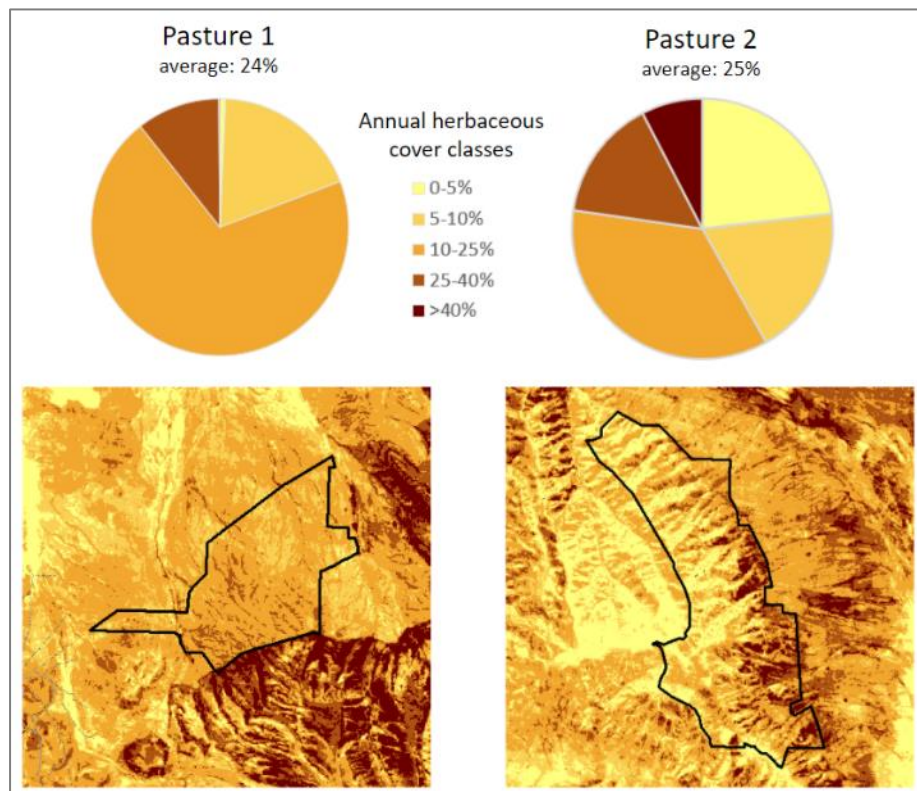 Pasture 1
average: 24%
Pasture 2
average: 25%
Annual herbaceous
cover classes
0-5%
5-10%
10-25%
25-40%
>40%